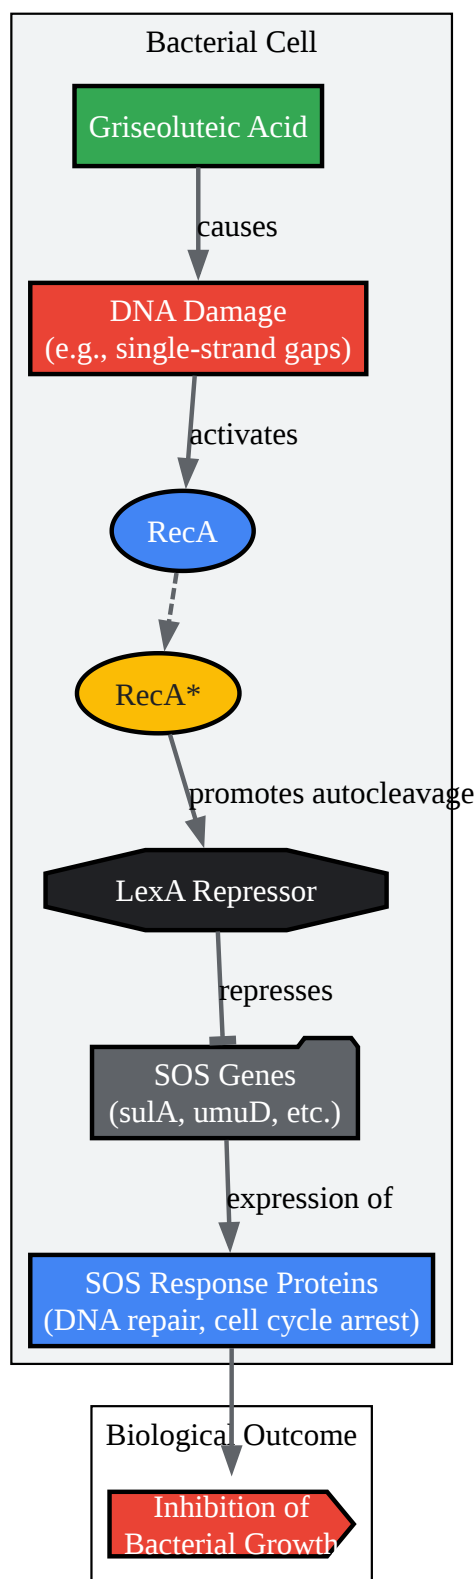 Bacterial Cell
Griseoluteic Acid
causes
DNA Damage
(e.g., single-strand gaps)
activates
RecA
RecA*
promotes autocleavage
LexA Repressor
represses
SOS Genes
(sulA, umuD, etc.)
expression of
SOS Response Proteins
(DNA repair, cell cycle arrest)
Biological Outcome
Inhibition of
Bacterial Growth